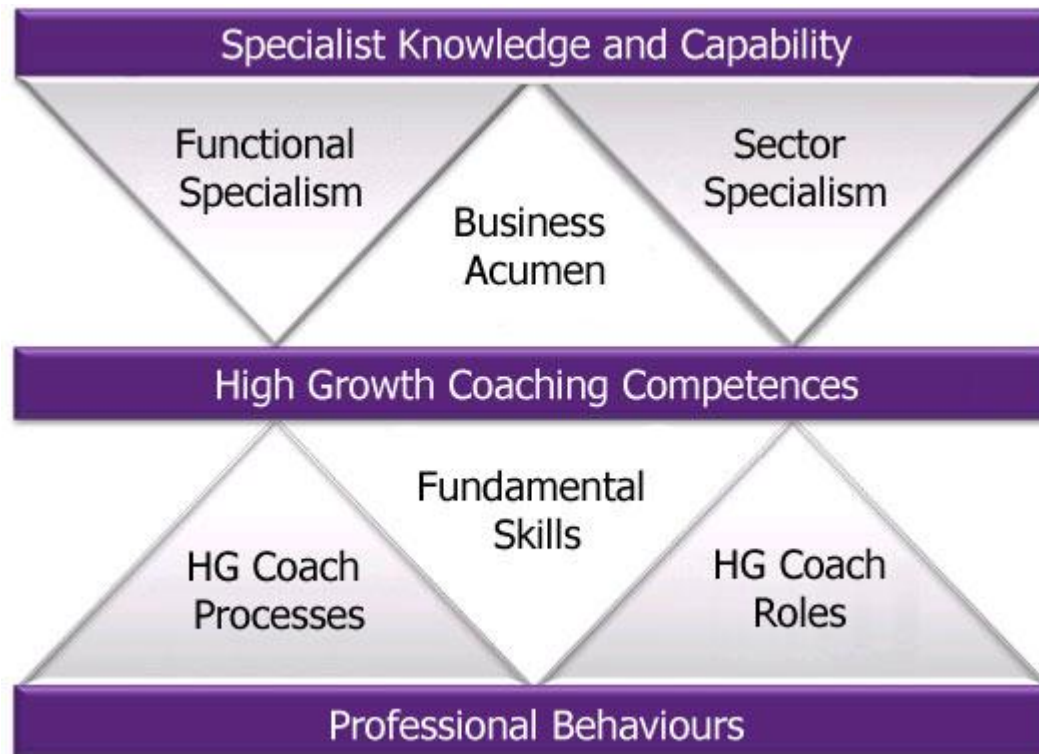 Specialist Knowledge and Capability
Functional
Specialism
Sector
Specialism
Business
Acumen
High Growth Coaching Competences
Fundamental
Skills
HG Coach
Processes
HG Coach
Roles
Professional Behaviours